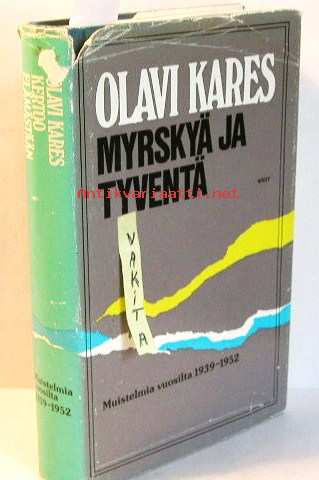 OLAVI KARES
MYRSKYÄ JA
TYVENTÄ
WSOY
antikvariaatti.net
VAKITA
Muistelmia vuosilta 1939-1952
OLAVI KARES
KERTOO
ELÄMÄSTÄÄN
Muistelmia
vuosilta
1939-1952